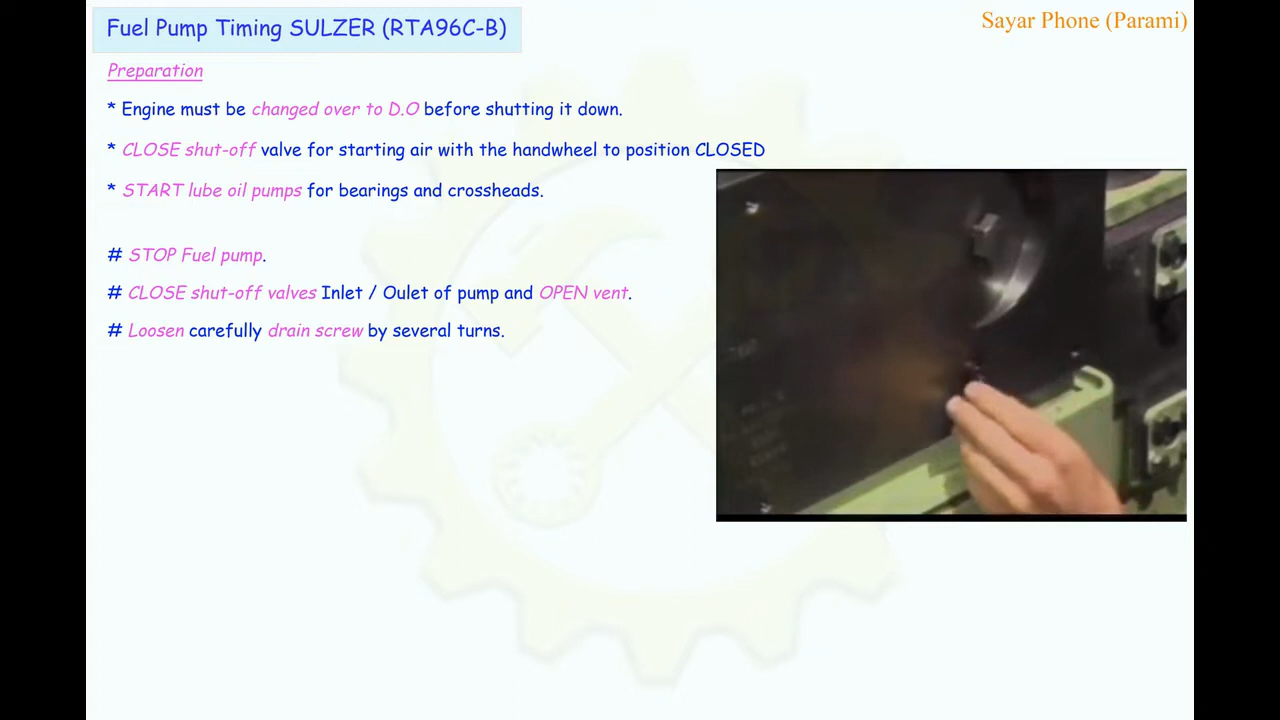 Fuel Pump Timing SULZER (RTA96C-B)
Sayar Phone (Parami)
Preparation
* Engine must be changed over to D.O before shutting it down.
* CLOSE shut-off valve for starting air with the handwheel to position CLOSED
* START lube oil pumps for bearings and crossheads.
# STOP Fuel pump.
# CLOSE shut-off valves Inlet / Oulet of pump and OPEN vent.
# Loosen carefully drain screw by several turns.